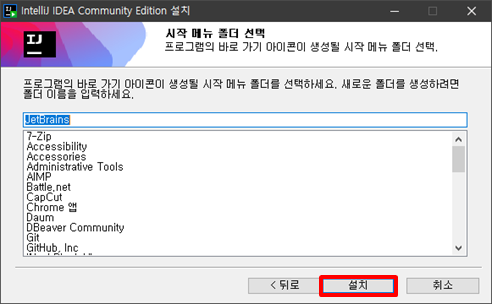 IntelliJ IDEA Community Edition 설치
IJ
시작 메뉴 폴더 선택
프로그램의 바로 가기 아이콘이 생성될 시작 메뉴 폴더 선택.
프로그램의 바로 가기 아이콘이 생성될 시작 메뉴 폴더를 선택하세요. 새로운 폴더를 생성하려면
폴더 이름을 입력하세요.
JetBrains
7-Zip
Accessibility
Accessories
Administrative Tools
AIMP
Battle.net
CapCut
Chrome 앱
Daum
DBeaver Community
Git
GitHub, Inc
< 뒤로
설치
취소